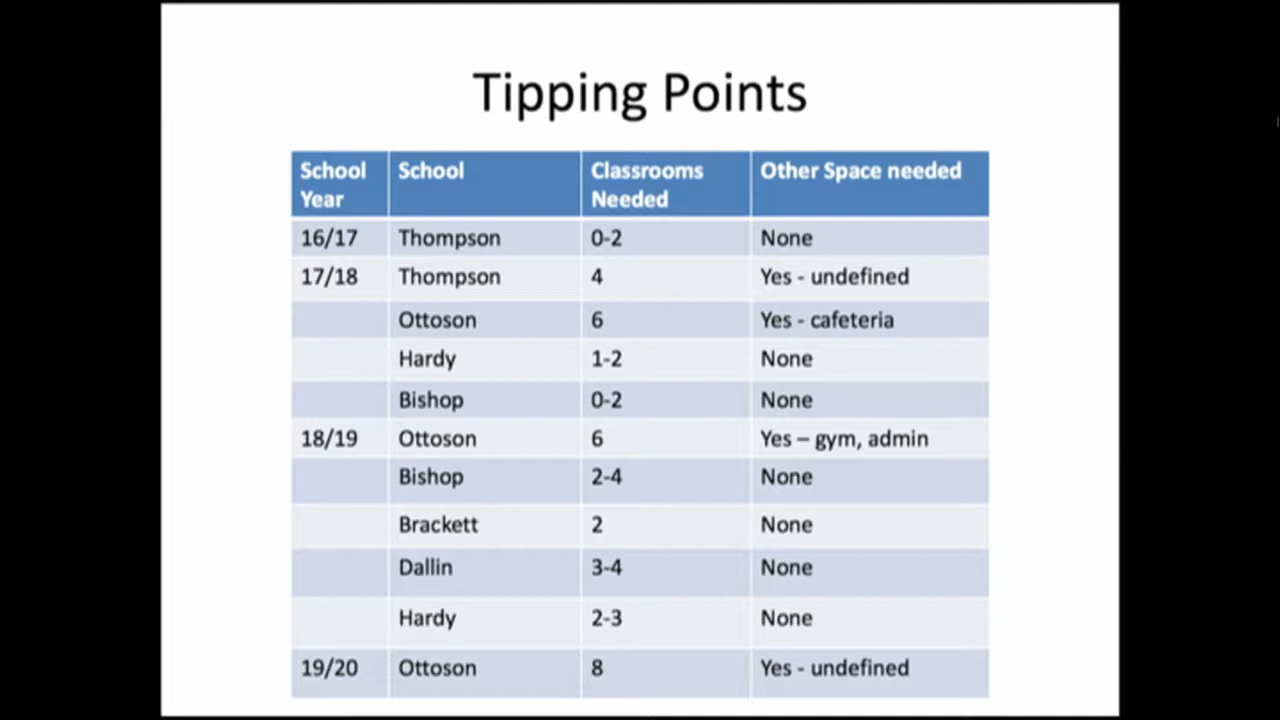 Tipping Points
School Year | School | Classrooms Needed | Other Space needed
16/17 | Thompson | 0-2 | None
17/18 | Thompson | 4 | Yes - undefined
Ottoson | 6 | Yes - cafeteria
Hardy | 1-2 | None
Bishop | 0-2 | None
18/19 | Ottoson | 6 | Yes – gym, admin
Bishop | 2-4 | None
Brackett | 2 | None
Dallin | 3-4 | None
Hardy | 2-3 | None
19/20 | Ottoson | 8 | Yes - undefined